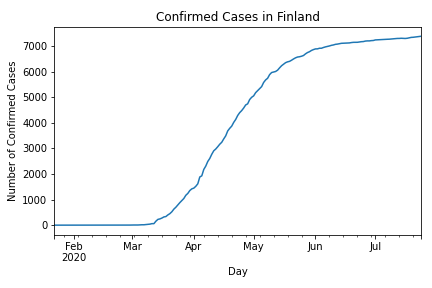 Confirmed Cases in Finland
Number of Confirmed Cases
7000
6000
5000
4000
3000
2000
1000
0
Feb Mar Apr May Jun Jul
2020
Day